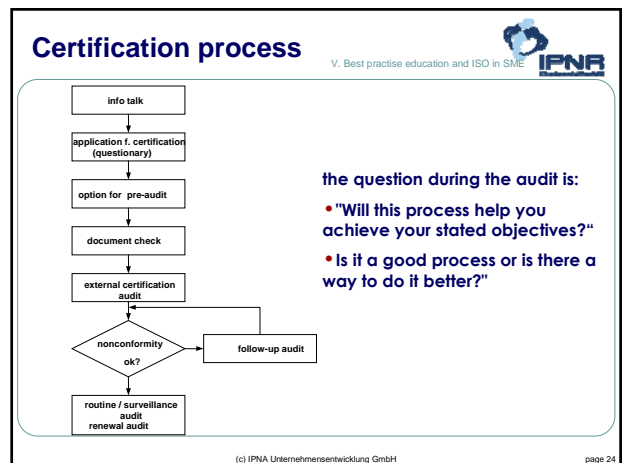 Certification process
V. Best practise education and ISO in SME
IPNA
info talk
application f. certification
(questionary)
option for pre-audit
document check
external certification
audit
nonconformity
ok?
follow-up audit
routine / surveillance
audit
renewal audit
the question during the audit is:
•"Will this process help you
achieve your stated objectives?“
•Is it a good process or is there a
way to do it better?"
(c) IPNA Unternehmensentwicklung GmbH
page 24